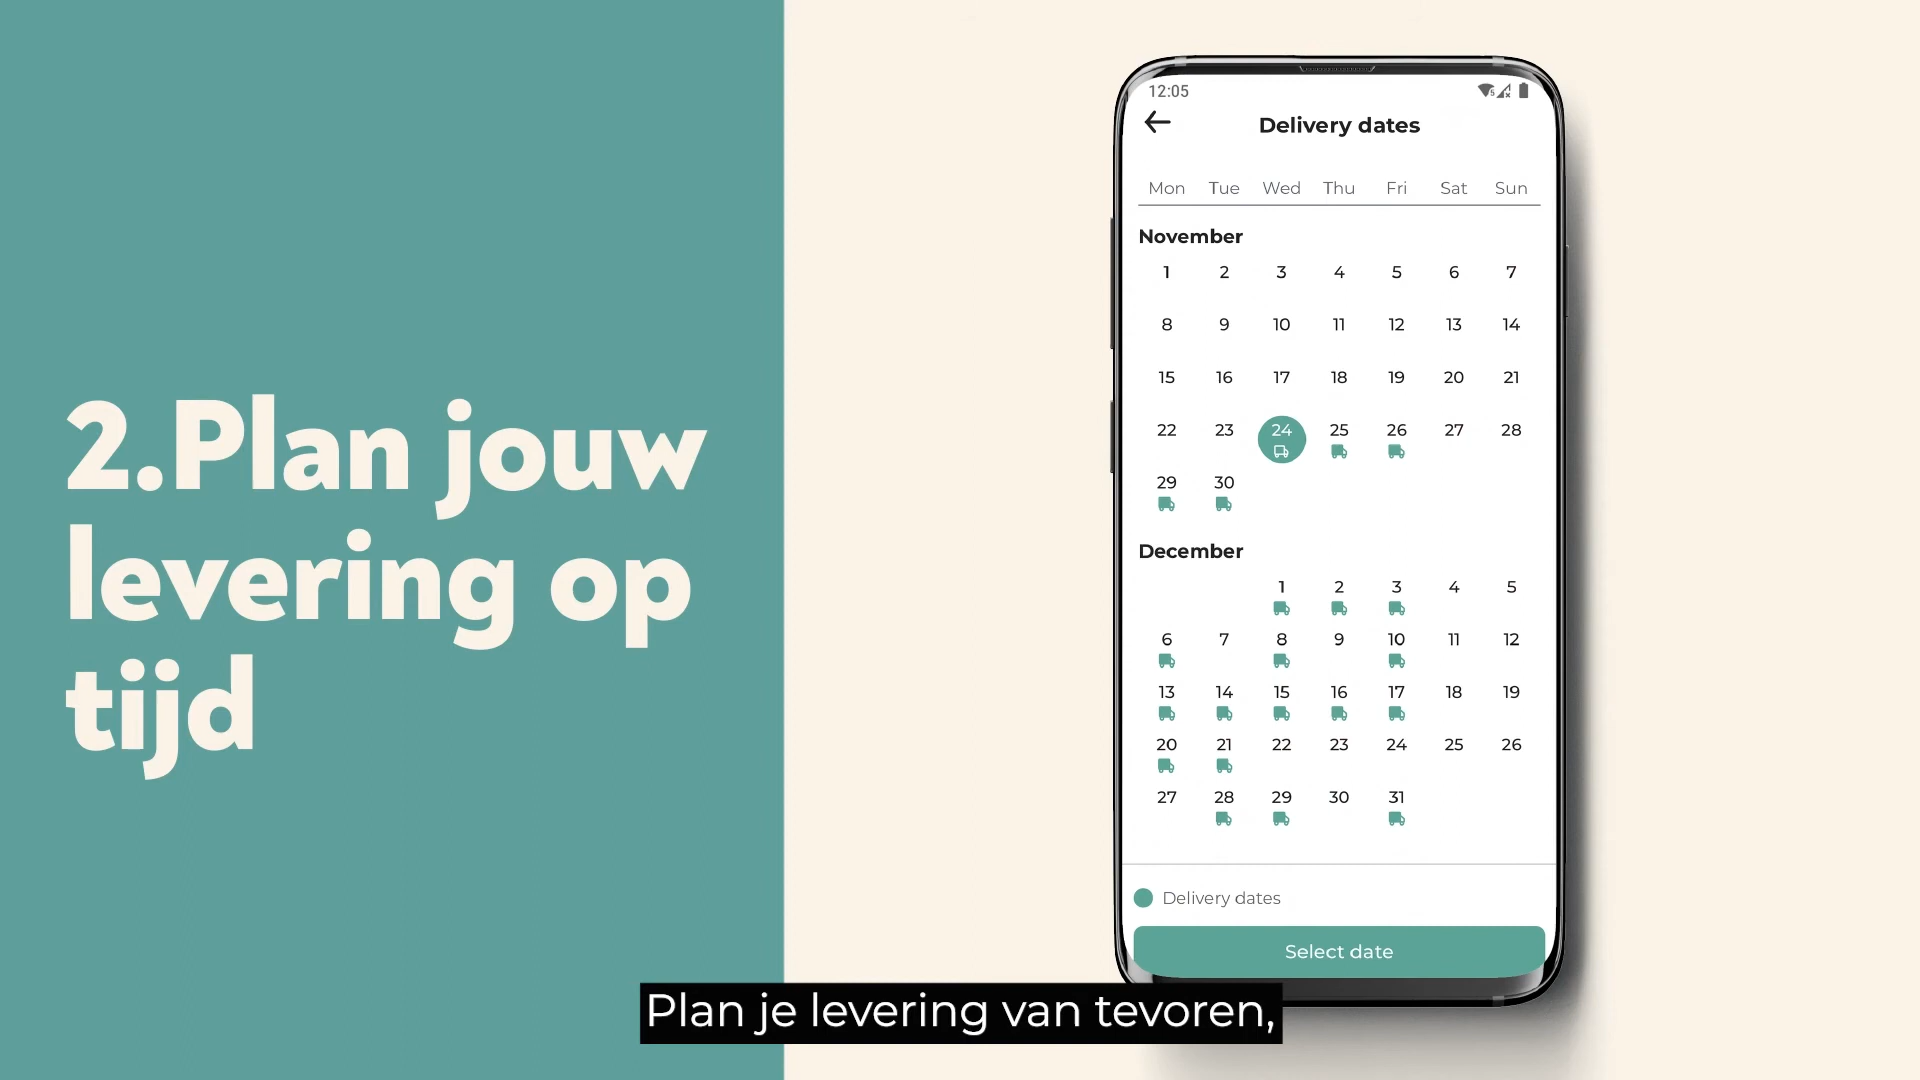 2.Plan jouw
levering op
tijd
12:05
Delivery dates
Mon Tue Wed Thu Fri Sat Sun
November
1 2 3 4 5 6 7
8 9 10 11 12 13 14
15 16 17 18 19 20 21
22 23 24 25 26 27 28
29 30
December
1 2 3 4 5
6 7 8 9 10 11 12
13 14 15 16 17 18 19
20 21 22 23 24 25 26
27 28 29 30 31
Delivery dates
Select date
Plan je levering van tevoren,